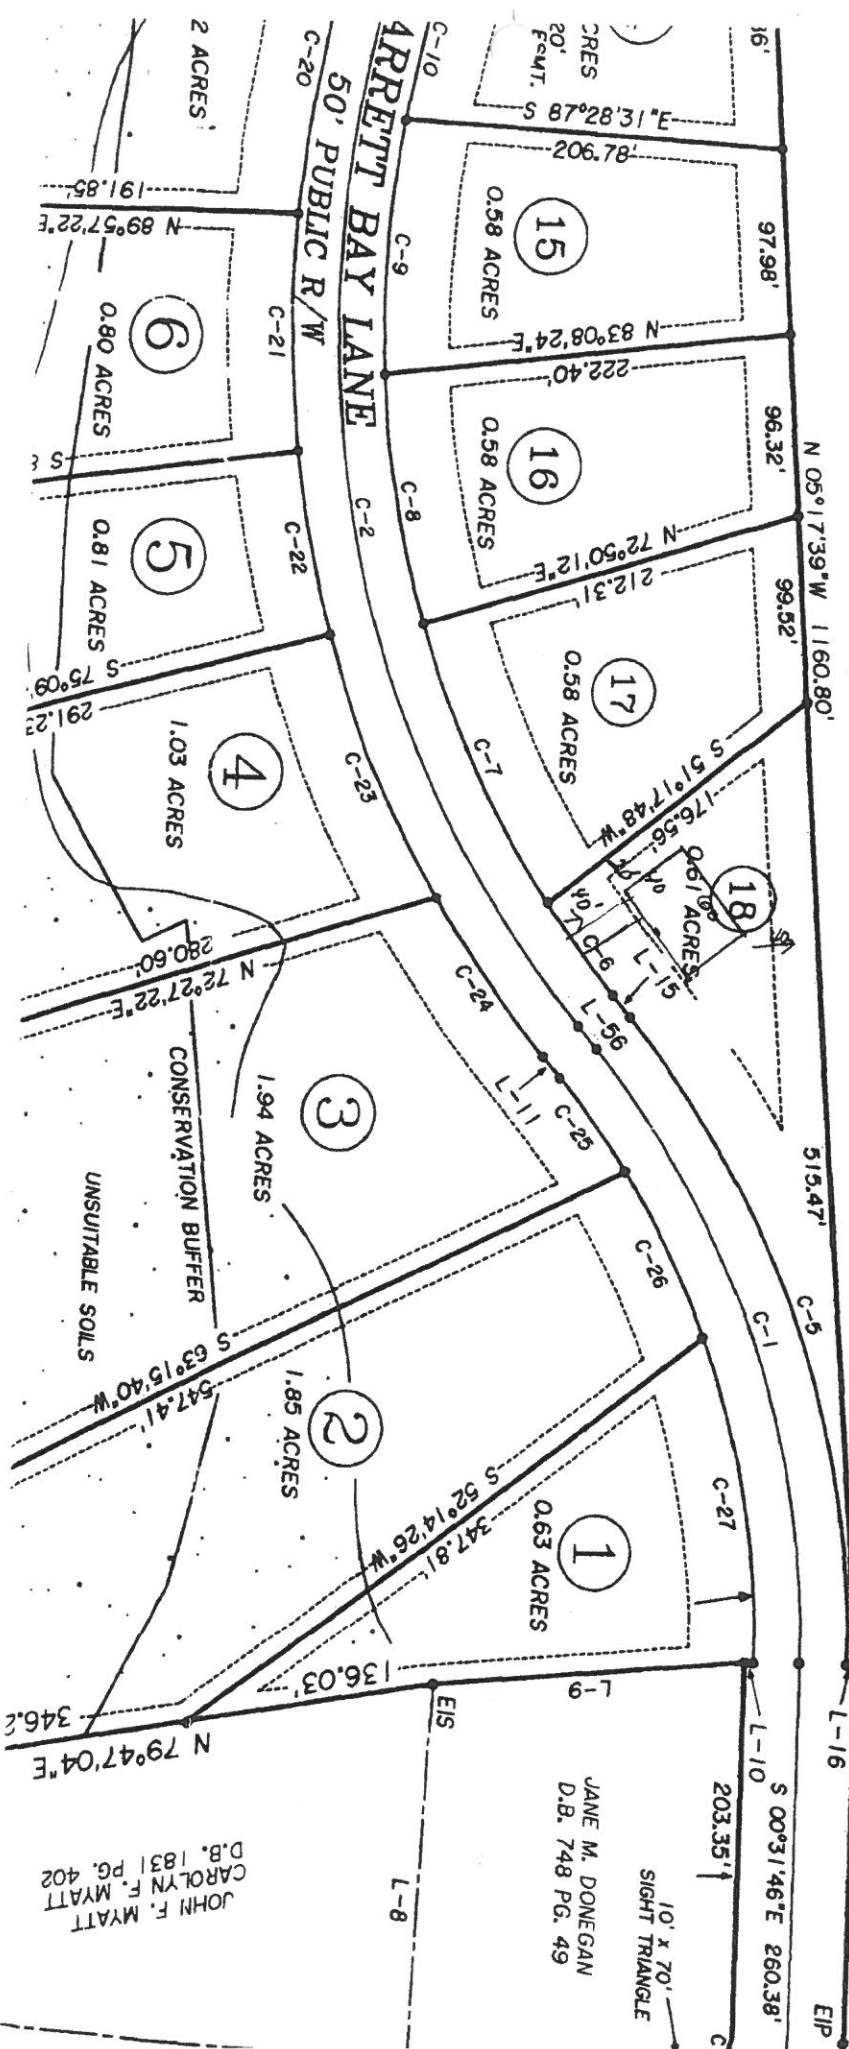 36'
CRES
20'
ESMT.
C-10
C-20
2 ACRES
S 87°28'31"E
206.78'
191.85'
N 89°57'22"E
ARRETT BAY LANE
50' PUBLIC R/W
97.98'
15
0.58 ACRES
C-9
C-21
6
0.80 ACRES
N 83°08'24"E
222.40'
96.32'
16
0.58 ACRES
C-8
C-2
C-22
5
0.81 ACRES
N 05°17'39"W 1160.80'
N 72°50'12"E
212.31'
99.52'
17
0.58 ACRES
C-7
S 75°09'
291.23
4
1.03 ACRES
C-23
S 51°17'48"W
176.56'
18
0.61 ACRES
40'
C-6
L-15
L-56
280.60'
N 72°27'22"E
C-24
L-11
C-25
3
1.94 ACRES
CONSERVATION BUFFER
UNSUITABLE SOILS
515.47'
C-5
C-1
C-26
S 63°15'40"W
547.41'
2
1.85 ACRES
S 52°14'26"W
347.81'
C-27
1
0.63 ACRES
136.03'
L-9
EIS
346.2
N 79°47'04"E
L-16
L-10
S 00°31'46"E 260.38'
203.35'
JANE M. DONEGAN
D.B. 748 PG. 49
10' x 70'
SIGHT TRIANGLE
L-8
JOHN F. MYATT
CAROLYN F. MYATT
D.B. 1831 PG. 402
EIP
C